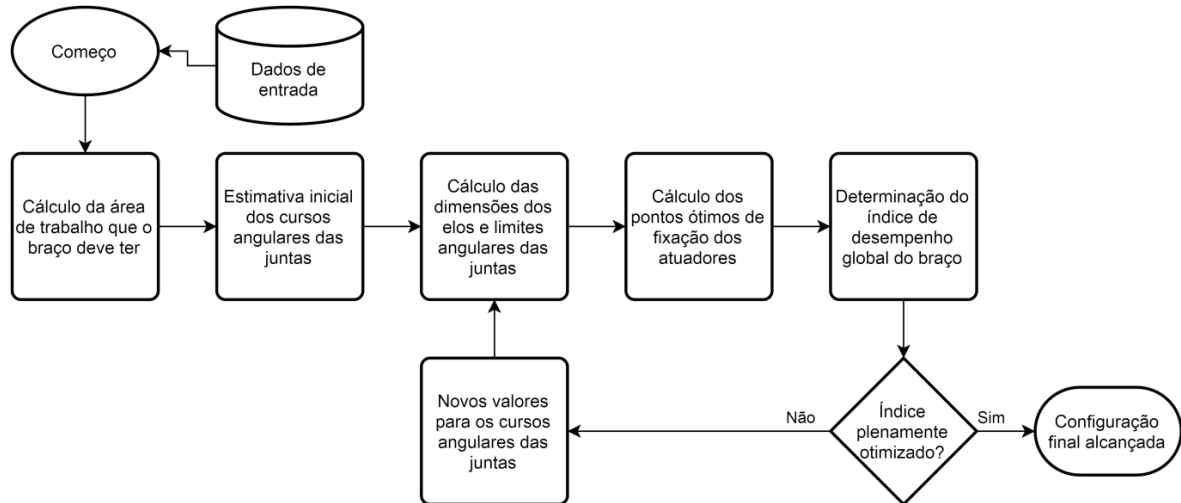 Começo
Dados de
entrada
Cálculo da área
de trabalho que o
braço deve ter
Estimativa inicial
dos cursos
angulares das
juntas
Cálculo das
dimensões dos
elos e limites
angulares das
juntas
Cálculo dos
pontos ótimos de
fixação dos
atuadores
Determinação do
índice de
desempenho
global do braço
Novos valores
para os cursos
angulares das
juntas
Não
Índice
plenamente
otimizado?
Sim
Configuração
final alcançada